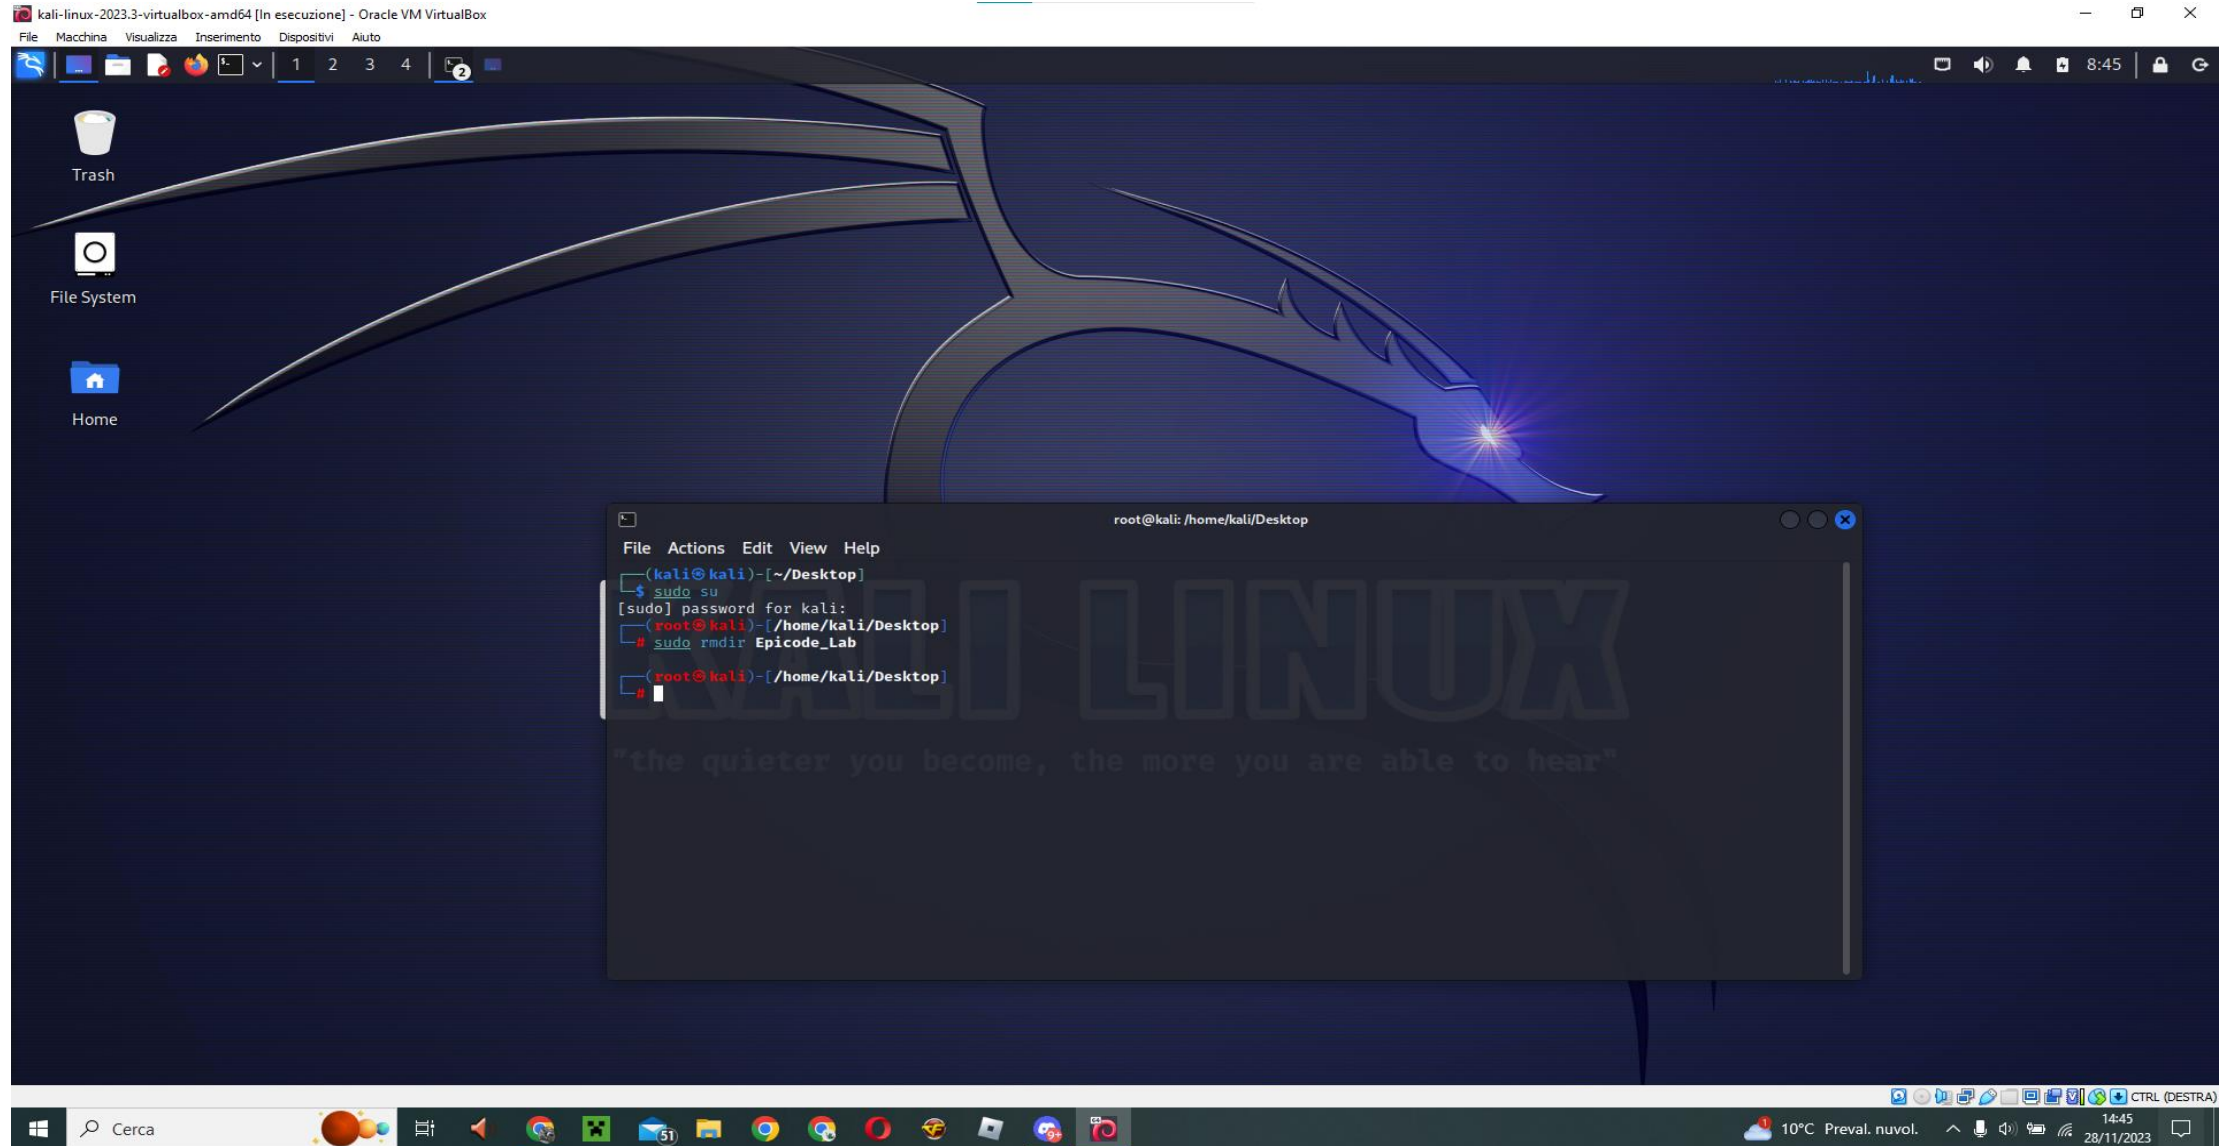 kali-linux-2023.3-virtualbox-amd64 [In esecuzione] - Oracle VM VirtualBox
File Macchina Visualizza Inserimento Dispositivi Aiuto
1 2 3 4 2 8:45
Trash
File System
Home
root@kali: /home/kali/Desktop
File Actions Edit View Help
(kali㉿kali)-[~/Desktop]
$ sudo su
[sudo] password for kali:
(root㉿kali)-[/home/kali/Desktop]
# sudo rmdir Epicode_Lab
(root㉿kali)-[/home/kali/Desktop]
#
KALI LINUX
"the quieter you become, the more you are able to hear"
CTRL (DESTRA)
Cerca 51 9+ 1 10°C Preval. nuvol. 14:45
28/11/2023